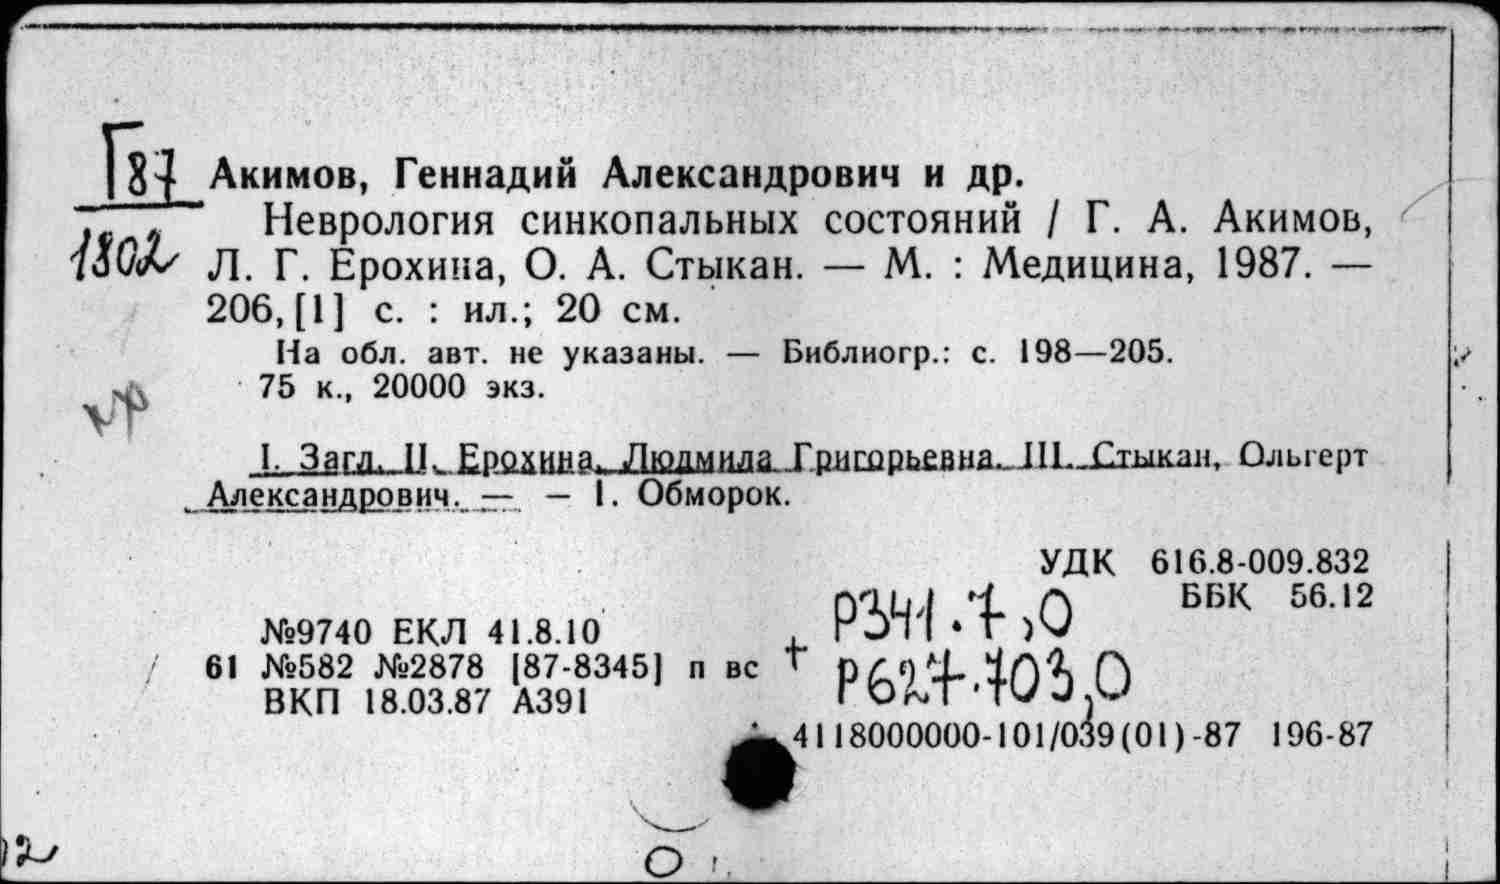 Г87 Акимов, Геннадий Александрович и др.
1802 Неврология синкопальных состояний / Г. А. Акимов,
Л. Г. Ерохина, О. А. Стыкан. — М. : Медицина, 1987. —
206, [1] с. : ил.; 20 см.
На обл. авт. не указаны. — Библиогр.: с. 198—205.
75 к., 20000 экз.
хр
I. Загл. II. Ерохина, Людмила Григорьевна. III. Стыкан, Ольгерт
Александрович. — — 1. Обморок.
УДК 616.8-009.832
ББК 56.12
Р341.7,0
№9740 ЕКЛ 41.8.10
61 №582 №2878 [87-8345] п вс + Р627.703,0
ВКП 18.03.87 А391
4118000000-101/039(01)-87 196-87
О